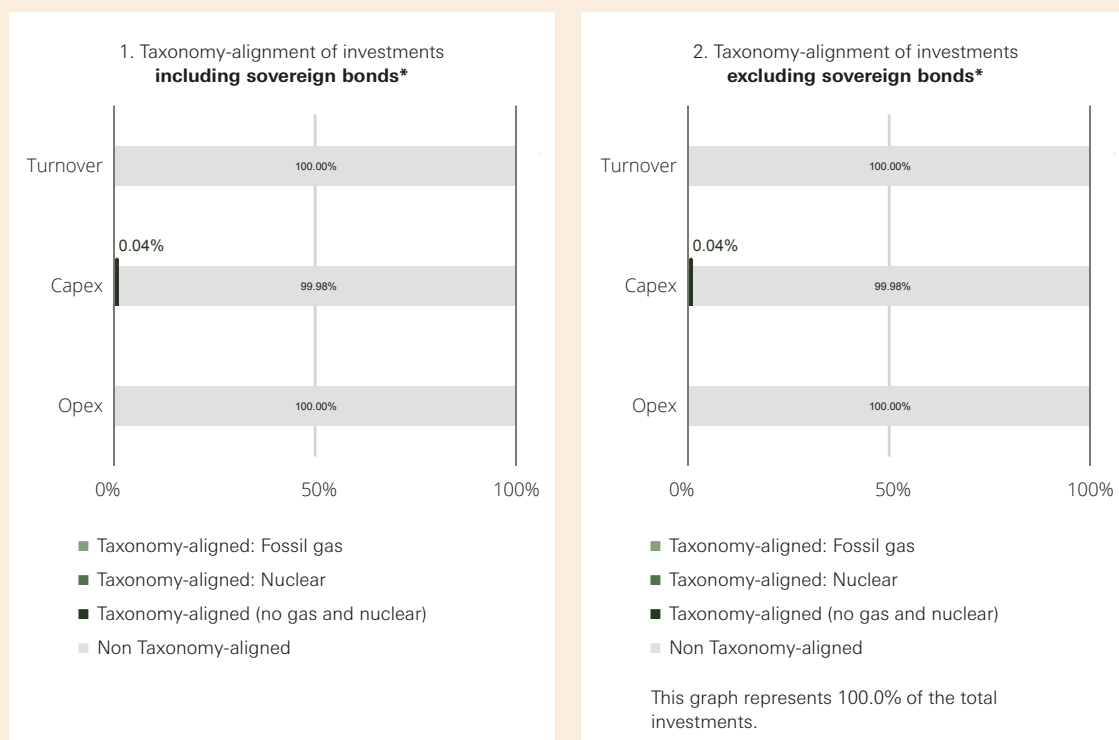 1. Taxonomy-alignment of investments
including sovereign bonds*
Turnover
100.00%
0.04%
Capex
99.98%
Opex
100.00%
0%
50%
100%
Taxonomy-aligned: Fossil gas
Taxonomy-aligned: Nuclear
Taxonomy-aligned (no gas and nuclear)
Non Taxonomy-aligned
2. Taxonomy-alignment of investments
excluding sovereign bonds*
Turnover
100.00%
0.04%
Capex
99.98%
Opex
100.00%
0%
50%
100%
Taxonomy-aligned: Fossil gas
Taxonomy-aligned: Nuclear
Taxonomy-aligned (no gas and nuclear)
Non Taxonomy-aligned
This graph represents 100.0% of the total
investments.